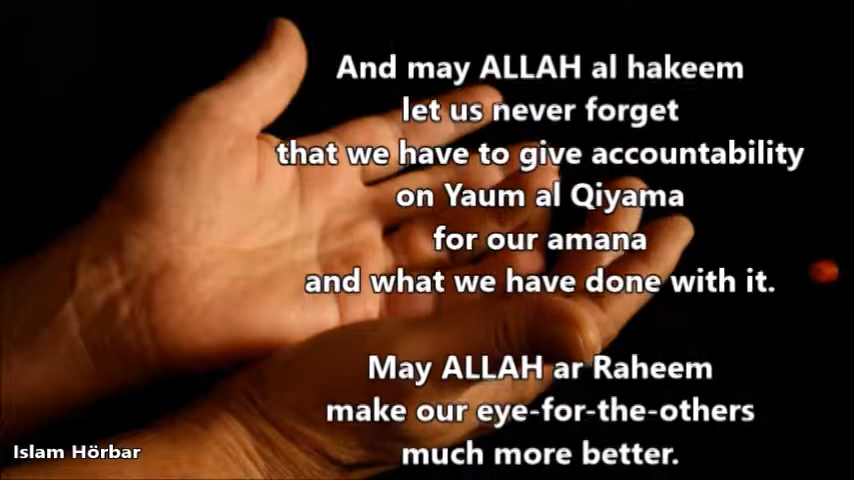 And may ALLAH al hakeem
let us never forget
that we have to give accountability
on Yaum al Qiyama
for our amana
and what we have done with it.
May ALLAH ar Raheem
make our eye-for-the-others
much more better.
Islam Hörbar